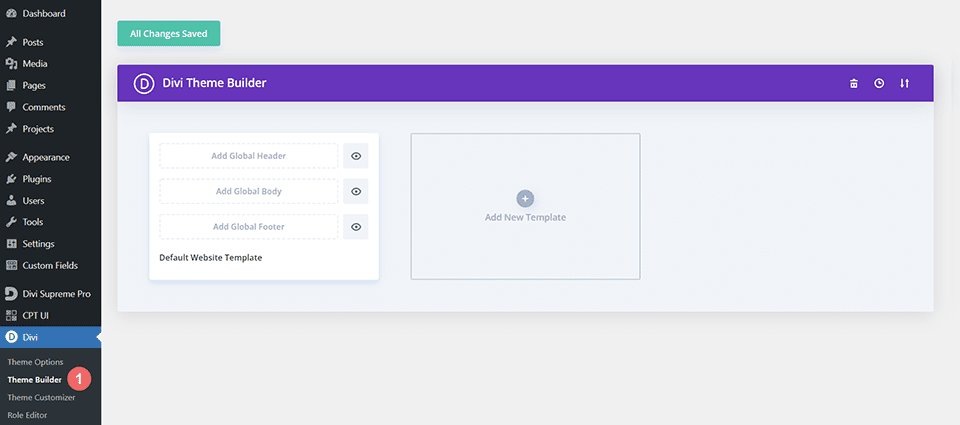 Dashboard
Posts
Media
Pages
Comments
Projects
Appearance
Plugins
Users
Tools
Settings
Custom Fields
Divi Supreme Pro
CPT UI
D Divi
Theme Options
Theme Builder 1
Theme Customizer
Role Editor
All Changes Saved
D Divi Theme Builder
Add Global Header
Add Global Body
Add Global Footer
Default Website Template
+
Add New Template